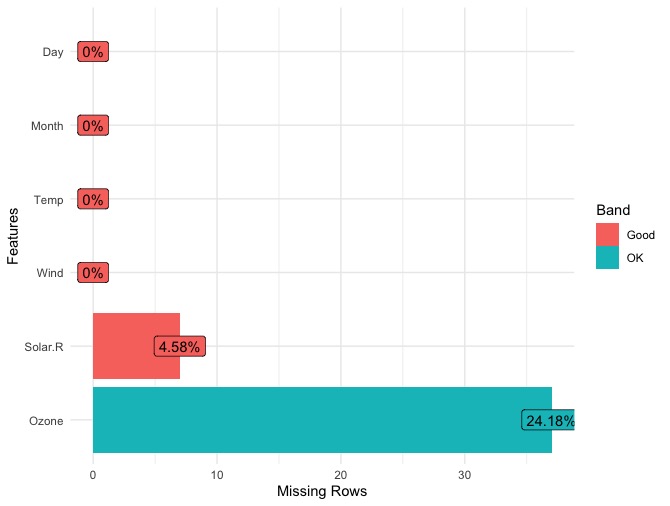 Day
0%
Month
0%
Temp
0%
Wind
0%
Solar.R
4.58%
Ozone
24.18%
0
10
20
30
Missing Rows
Features
Band
Good
OK